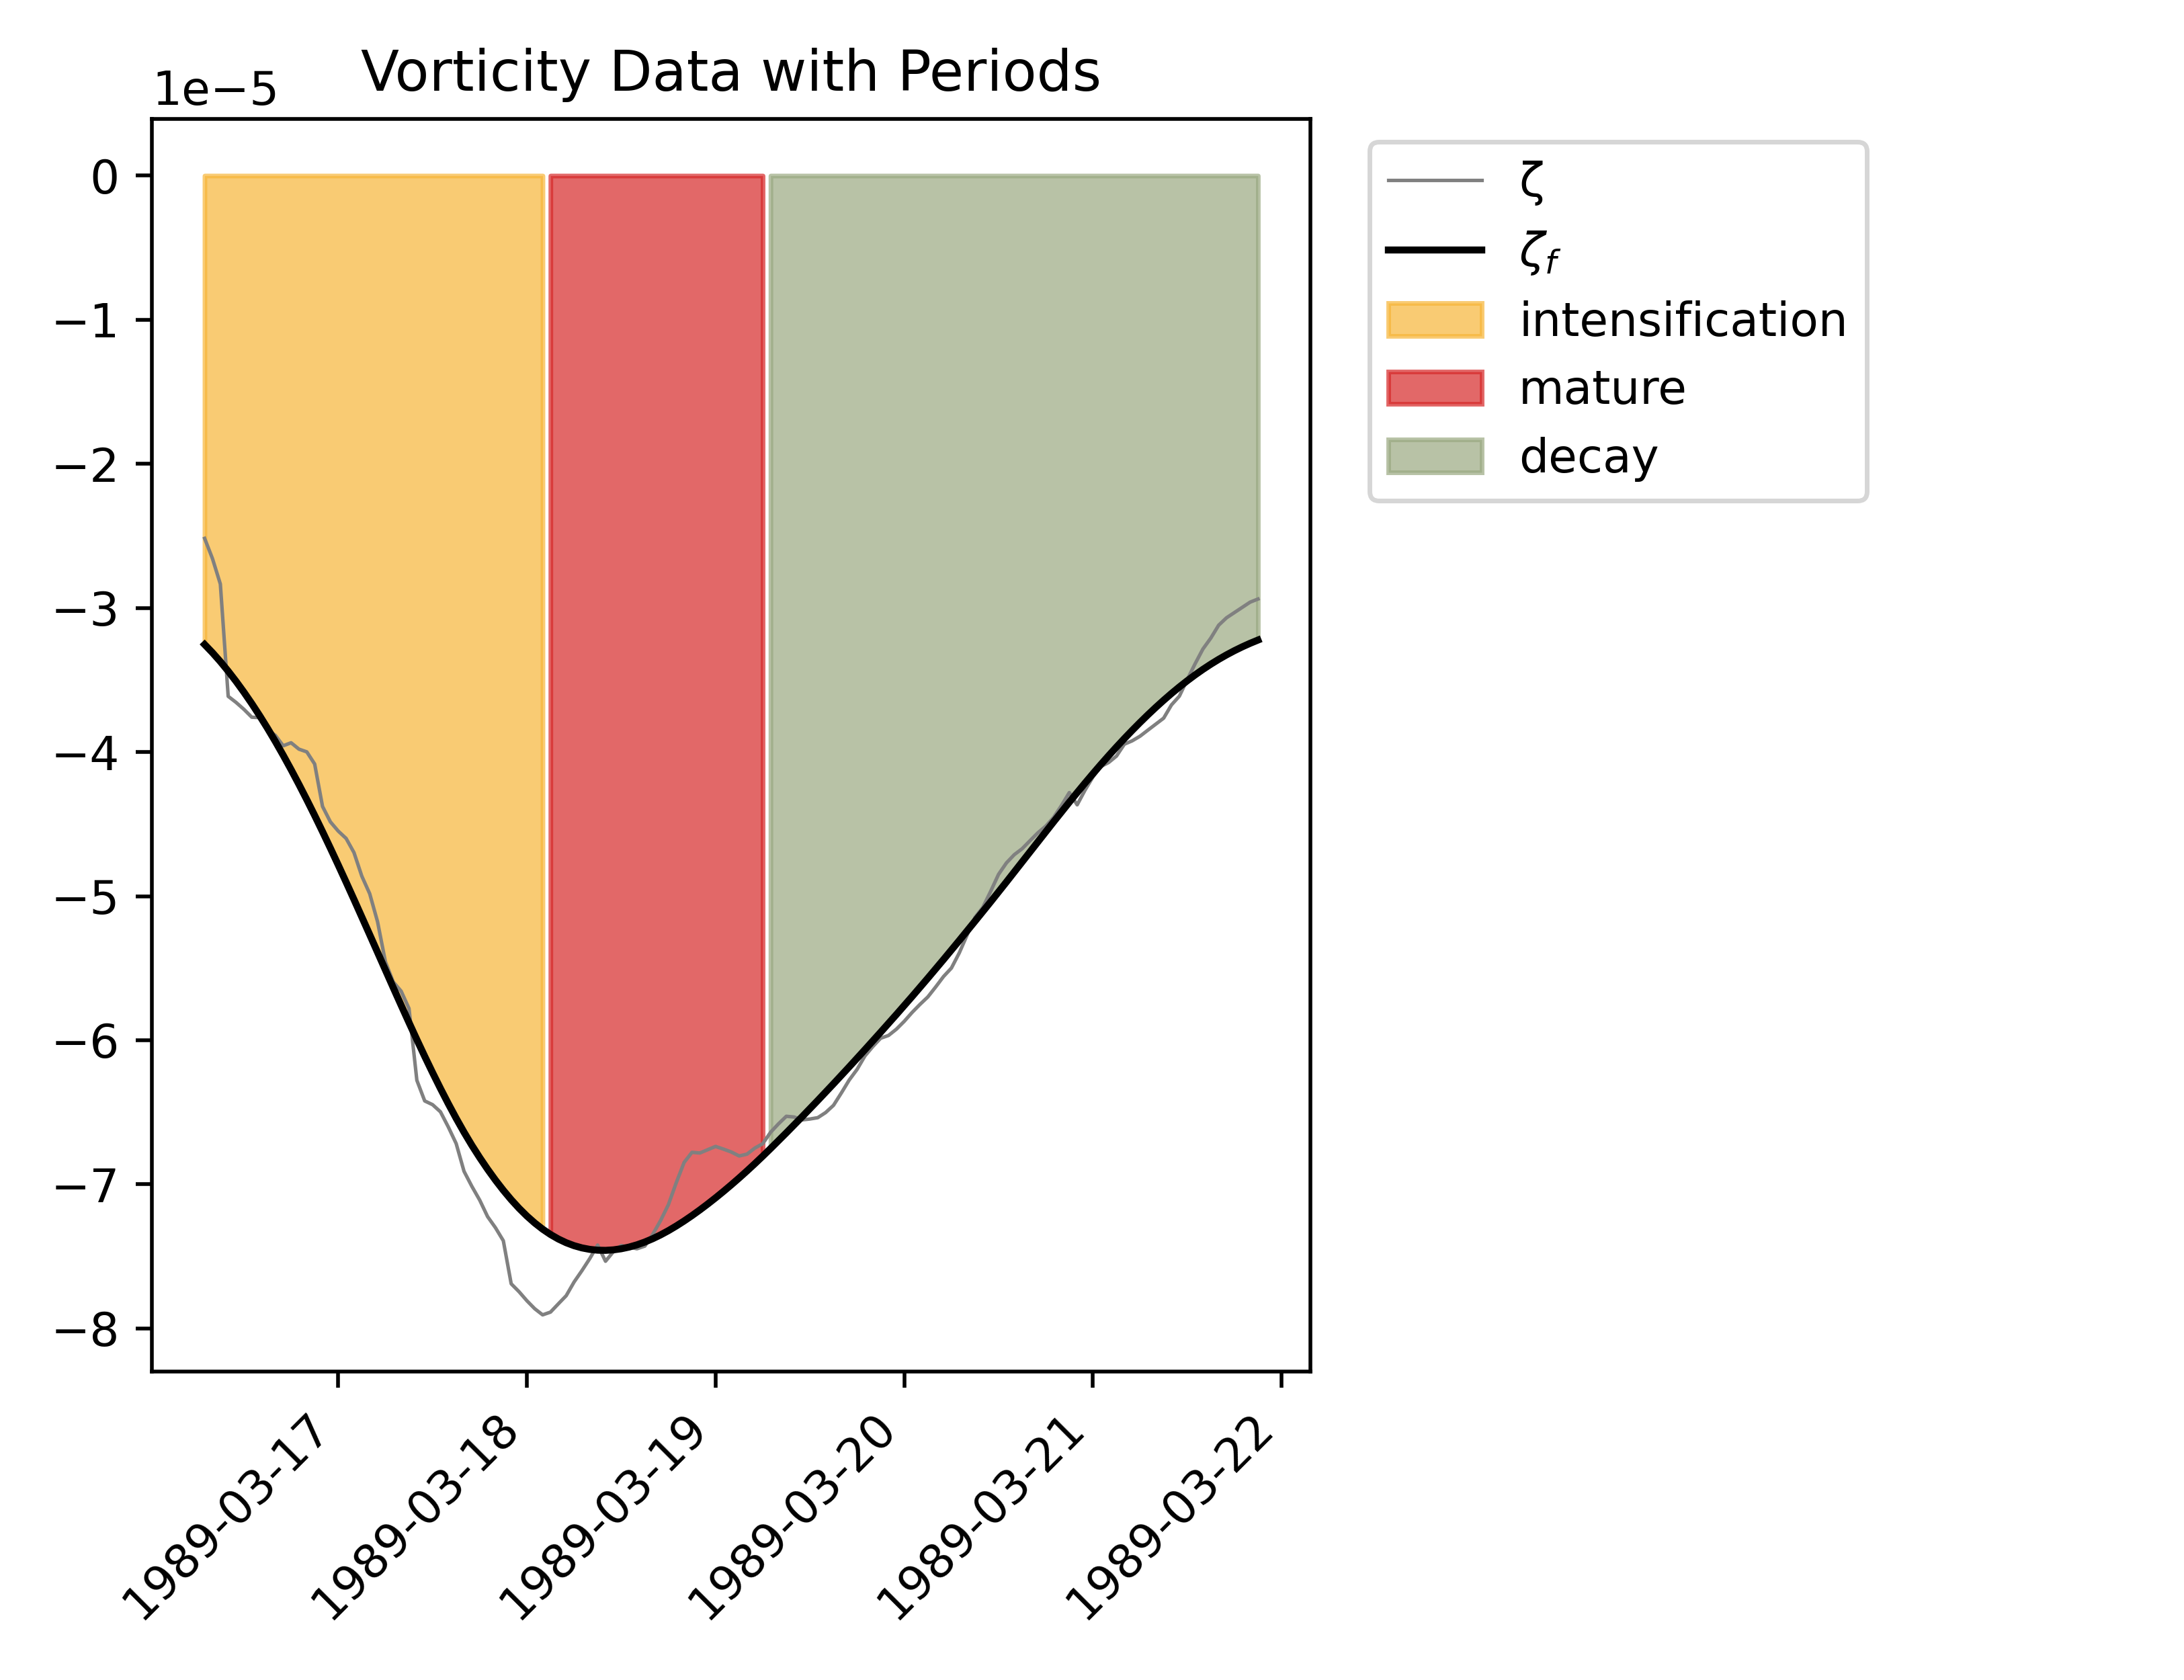 Vorticity Data with Periods
1e−5
0
−1
−2
−3
−4
−5
−6
−7
−8
1989-03-17
1989-03-18
1989-03-19
1989-03-20
1989-03-21
1989-03-22
ζ
ζf
intensification
mature
decay